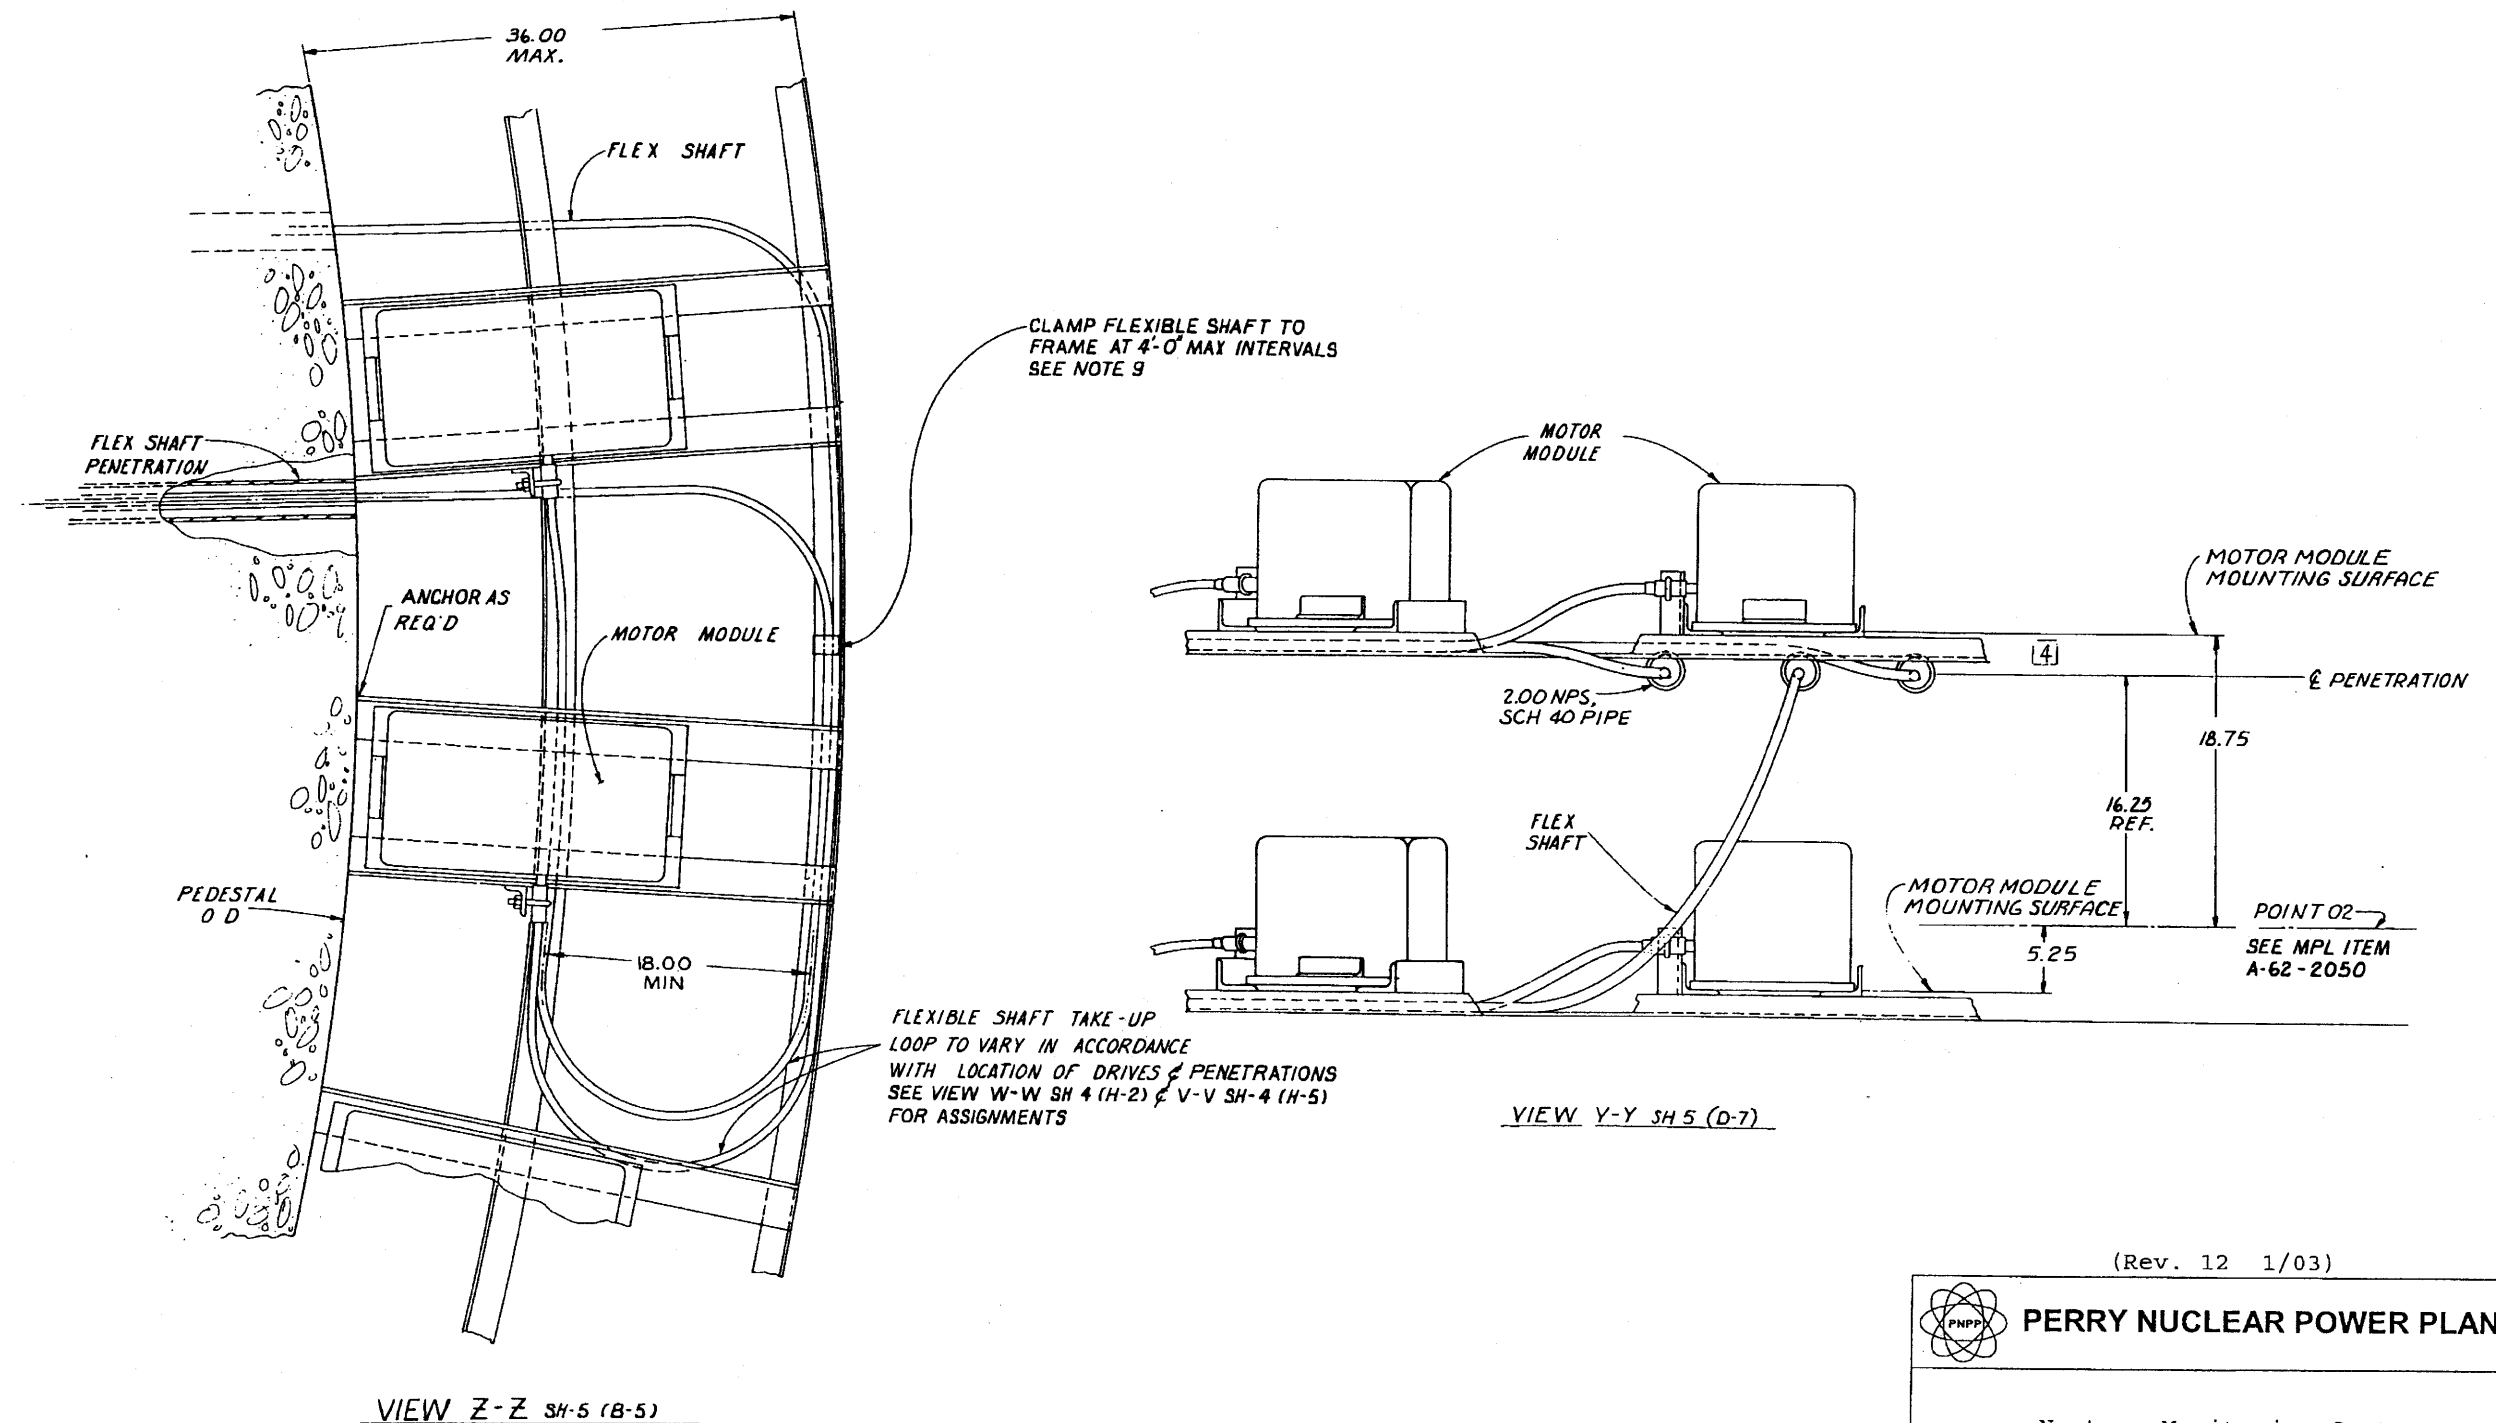 36.00
MAX.
FLEX SHAFT
CLAMP FLEXIBLE SHAFT TO
FRAME AT 4'-0" MAX INTERVALS
SEE NOTE 9
FLEX SHAFT
PENETRATION
ANCHOR AS
REQ'D
MOTOR MODULE
PEDESTAL
O D
18.00
MIN
FLEXIBLE SHAFT TAKE-UP
LOOP TO VARY IN ACCORDANCE
WITH LOCATION OF DRIVES & PENETRATIONS
SEE VIEW W-W SH 4 (H-2) & V-V SH-4 (H-5)
FOR ASSIGNMENTS
VIEW Z-Z SH-5 (B-5)
MOTOR
MODULE
MOTOR MODULE
MOUNTING SURFACE
4
2.00 NPS,
SCH 40 PIPE
℄ PENETRATION
18.75
16.25
REF.
FLEX
SHAFT
MOTOR MODULE
MOUNTING SURFACE
POINT 02
5.25
SEE MPL ITEM
A-62-2050
VIEW Y-Y SH 5 (D-7)
(Rev. 12 1/03)
PNPP
PERRY NUCLEAR POWER PLAN